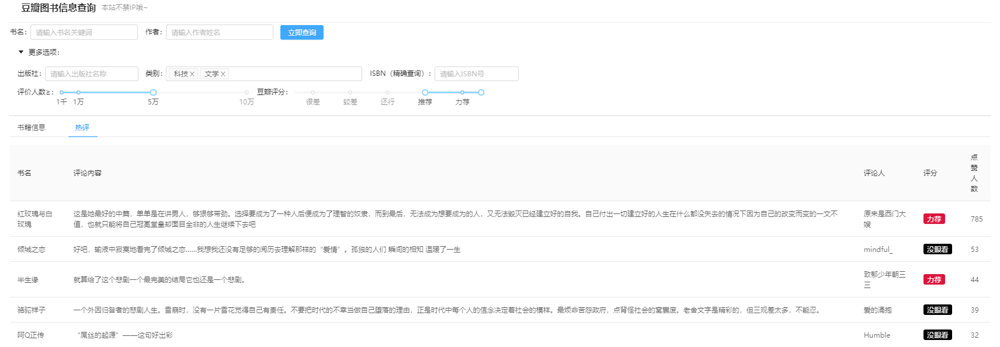 豆瓣图书信息查询 本站不禁IP哦~
书名： 请输入书名关键词 作者： 请输入作者姓名 立即查询
更多选项：
出版社： 请输入出版社名称 类别： 科技 X 文学 X ISBN（精确查询）： 请输入ISBN号
评价人数≥： 豆瓣评分：
1千 1万 5万 10万 很差 较差 还行 推荐 力荐
书籍信息 热评
书名 评论内容 评论人 评分 点赞人数
红玫瑰与白
玫瑰
这是她最好的中篇，单单是在讲男人，够狠够带劲。选择要成为了一种人后便成为了理智的奴隶，而到最后，无法成为想要成为的人，又无法毁灭已经建立好的自我。自己付出一切建立好的人生在什么都没失去的情况下因为自己的改变而变的一文不
值，也就只能将自己冠冕堂皇却面目全非的人生继续下去吧
原来是西门大
嫂
力荐
785
倾城之恋 好吧，输液中寂寞地看完了倾城之恋……我想我还没有足够的阅历去理解那样的“爱情”。孤独的人们 瞬间的相知 温暖了一生 mindful_ 没眼看 53
半生缘 就算给了这个悲剧一个最完美的结局它也还是一个悲剧。
致郁少年朝三
三
力荐
44
骆驼祥子 一个外因归咎者的悲剧人生。雪崩时，没有一片雪花觉得自己有责任。不要把时代的不幸当做自己堕落的理由，正是时代中每个人的信念决定着社会的模样。最烦命苦怨政府，点背怪社会的窝囊废。老舍文字是精彩的，但三观差太多，不能忍。 爱的涌抱 没眼看 39
阿Q正传 “屌丝的起源”——这句好出彩 Humble 没眼看 32